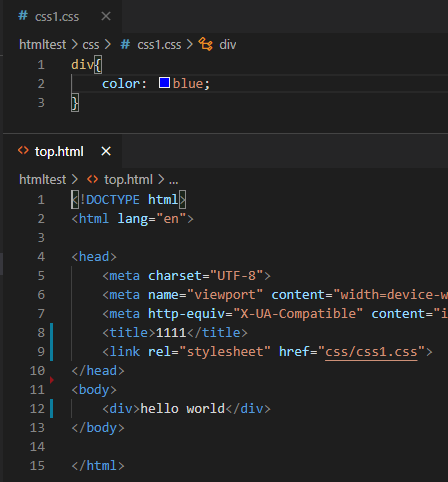 # css1.css ×
htmltest > css > # css1.css > div
1 div{
2 color: blue;
3 }
<> top.html ×
htmltest > <> top.html > ...
1 <!DOCTYPE html>
2 <html lang="en">
3
4 <head>
5 <meta charset="UTF-8">
6 <meta name="viewport" content="width=device-w
7 <meta http-equiv="X-UA-Compatible" content="i
8 <title>1111</title>
9 <link rel="stylesheet" href="css/css1.css">
10 </head>
11 <body>
12 <div>hello world</div>
13 </body>
14
15 </html>